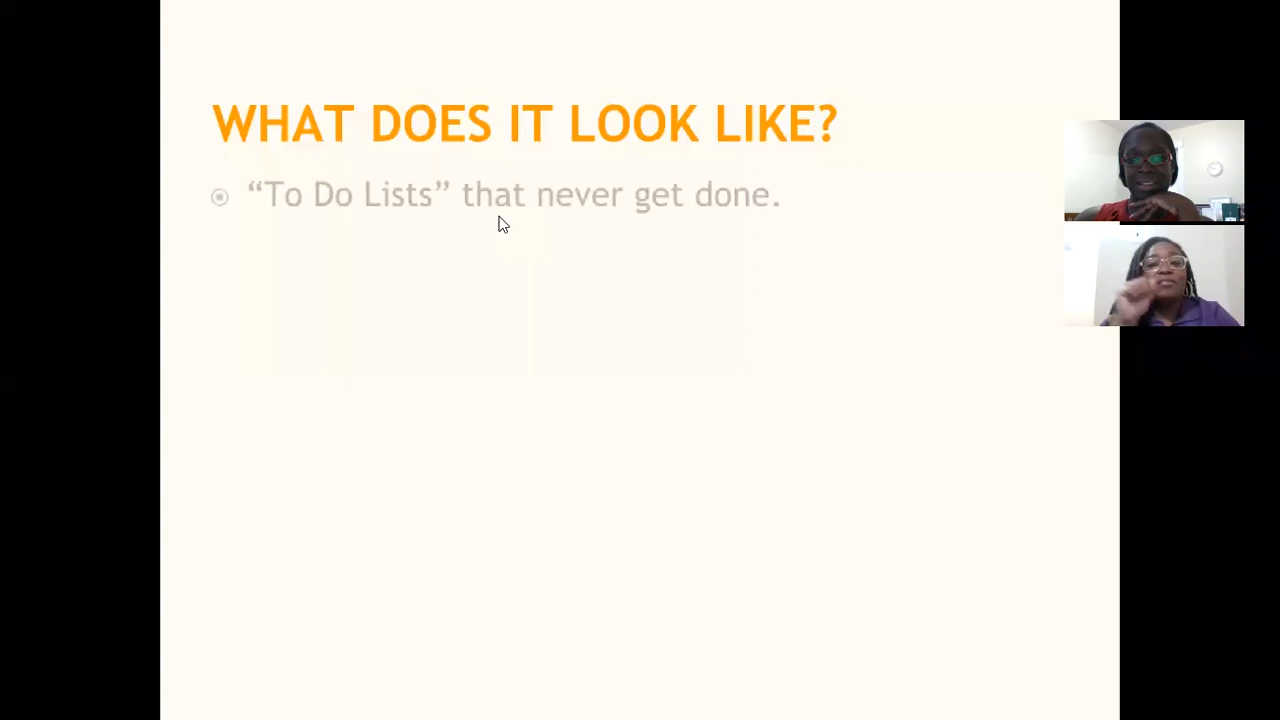 WHAT DOES IT LOOK LIKE?
“To Do Lists” that never get done.